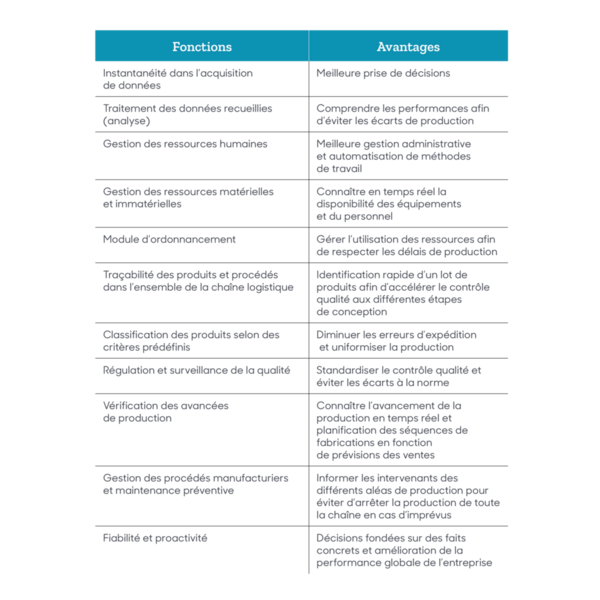 Fonctions
Avantages
Instantanéité dans l'acquisition
de données
Meilleure prise de décisions
Traitement des données recueillies
(analyse)
Comprendre les performances afin
d'éviter les écarts de production
Gestion des ressources humaines
Meilleure gestion administrative
et automatisation de méthodes
de travail
Gestion des ressources matérielles
et immatérielles
Connaître en temps réel la
disponibilité des équipements
et du personnel
Module d'ordonnancement
Gérer l'utilisation des ressources afin
de respecter les délais de production
Traçabilité des produits et procédés
dans l'ensemble de la chaîne logistique
Identification rapide d'un lot de
produits afin d'accélérer le contrôle
qualité aux différentes étapes
de conception
Classification des produits selon des
critères prédéfinis
Diminuer les erreurs d'expédition
et uniformiser la production
Régulation et surveillance de la qualité
Standardiser le contrôle qualité et
éviter les écarts à la norme
Vérification des avancées
de production
Connaître l'avancement de la
production en temps réel et
planification des séquences de
fabrications en fonction
de prévisions des ventes
Gestion des procédés manufacturiers
et maintenance préventive
Informer les intervenants des
différents aléas de production pour
éviter d'arrêter la production de toute
la chaîne en cas d'imprévus
Fiabilité et proactivité
Décisions fondées sur des faits
concrets et amélioration de la
performance globale de l'entreprise